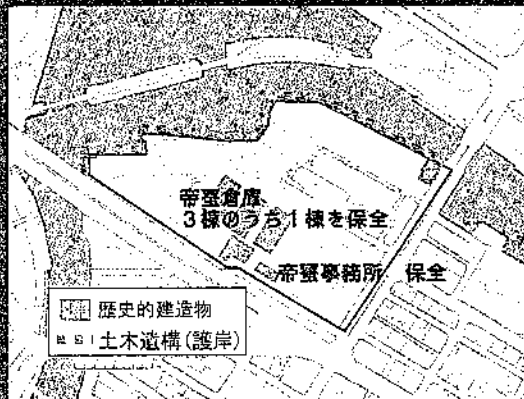 帝蚕倉庫
3棟のうち1棟を保全
帝蚕事務所 保全
歴史的建造物
土木遺構(護岸)